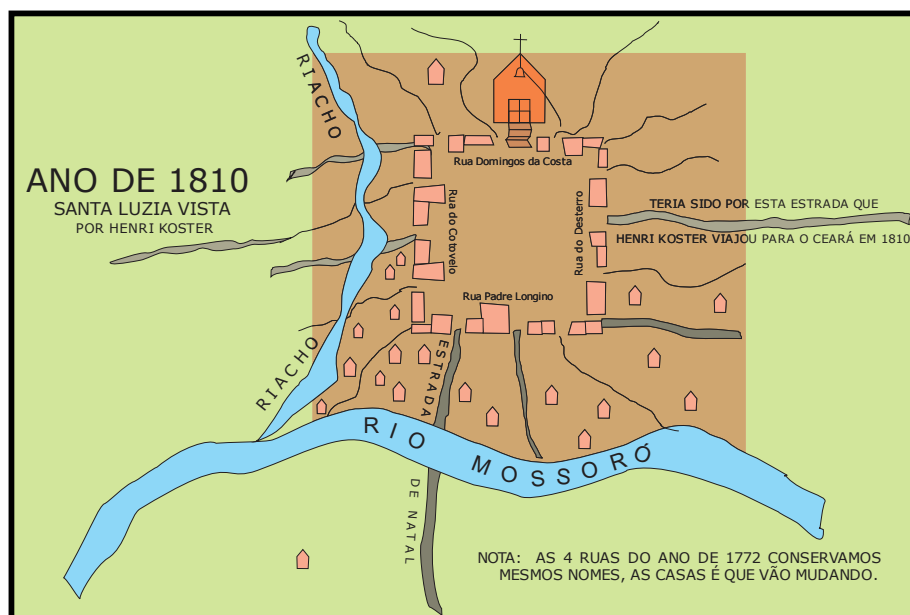 RIACHO
ANO DE 1810
SANTA LUZIA VISTA
POR HENRI KOSTER
Rua Domingos da Costa
Rua do Cotovelo
Rua do Desterro
TERIA SIDO POR ESTA ESTRADA QUE
HENRI KOSTER VIAJOU PARA O CEARÁ EM 1810
Rua Padre Longino
RIACHO
ESTRADA
DE NATAL
RIO MOSSORÓ
NOTA: AS 4 RUAS DO ANO DE 1772 CONSERVAMOS
MESMOS NOMES, AS CASAS É QUE VÃO MUDANDO.